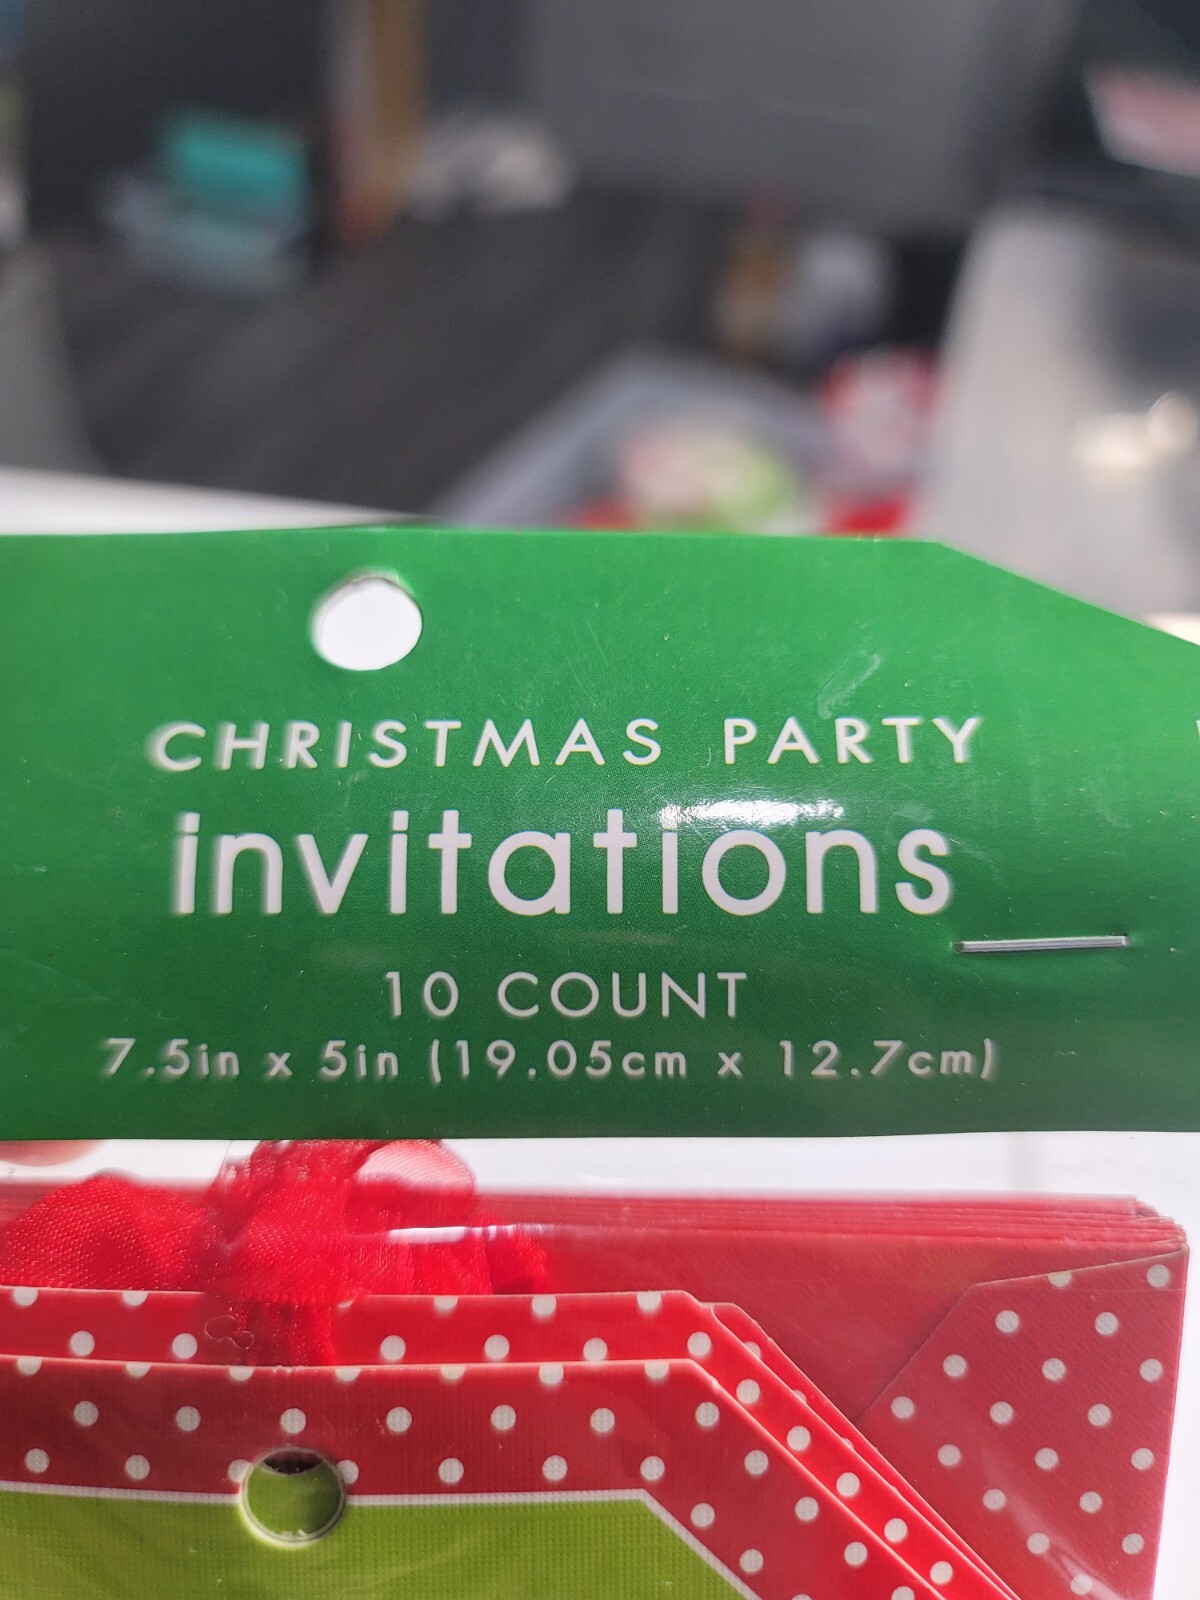 CHRISTMAS PARTY
invitations
10 COUNT
7.5in x 5in (19.05cm x 12.7cm)